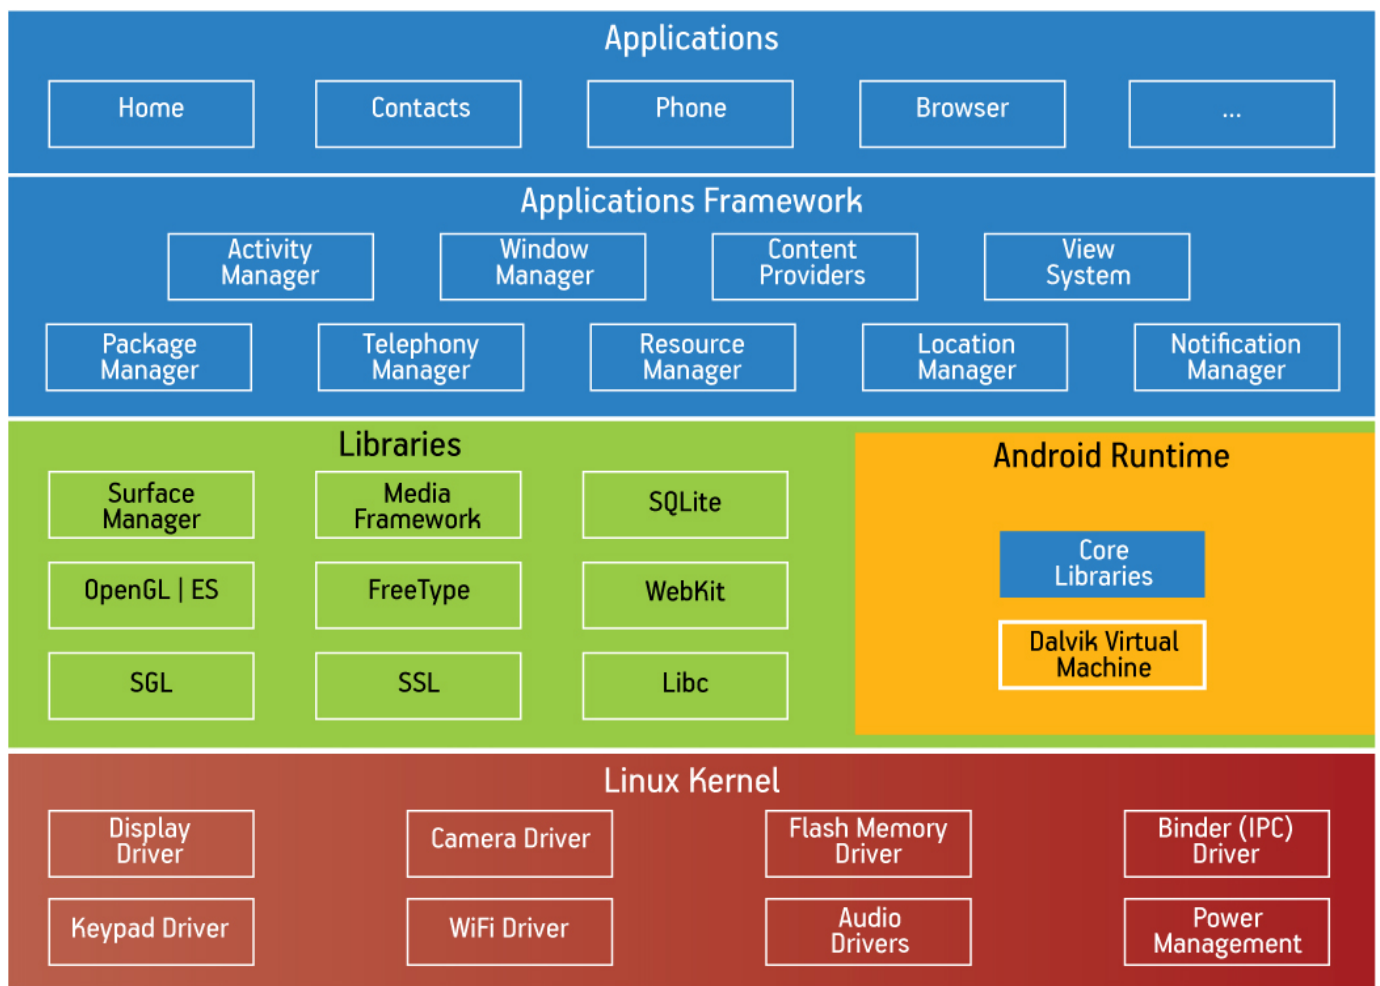 Applications
Home
Contacts
Phone
Browser
...
Applications Framework
Activity
Manager
Window
Manager
Content
Providers
View
System
Package
Manager
Telephony
Manager
Resource
Manager
Location
Manager
Notification
Manager
Libraries
Surface
Manager
Media
Framework
SQLite
OpenGL | ES
FreeType
WebKit
SGL
SSL
Libc
Android Runtime
Core
Libraries
Dalvik Virtual
Machine
Linux Kernel
Display
Driver
Camera Driver
Flash Memory
Driver
Binder (IPC)
Driver
Keypad Driver
WiFi Driver
Audio
Drivers
Power
Management